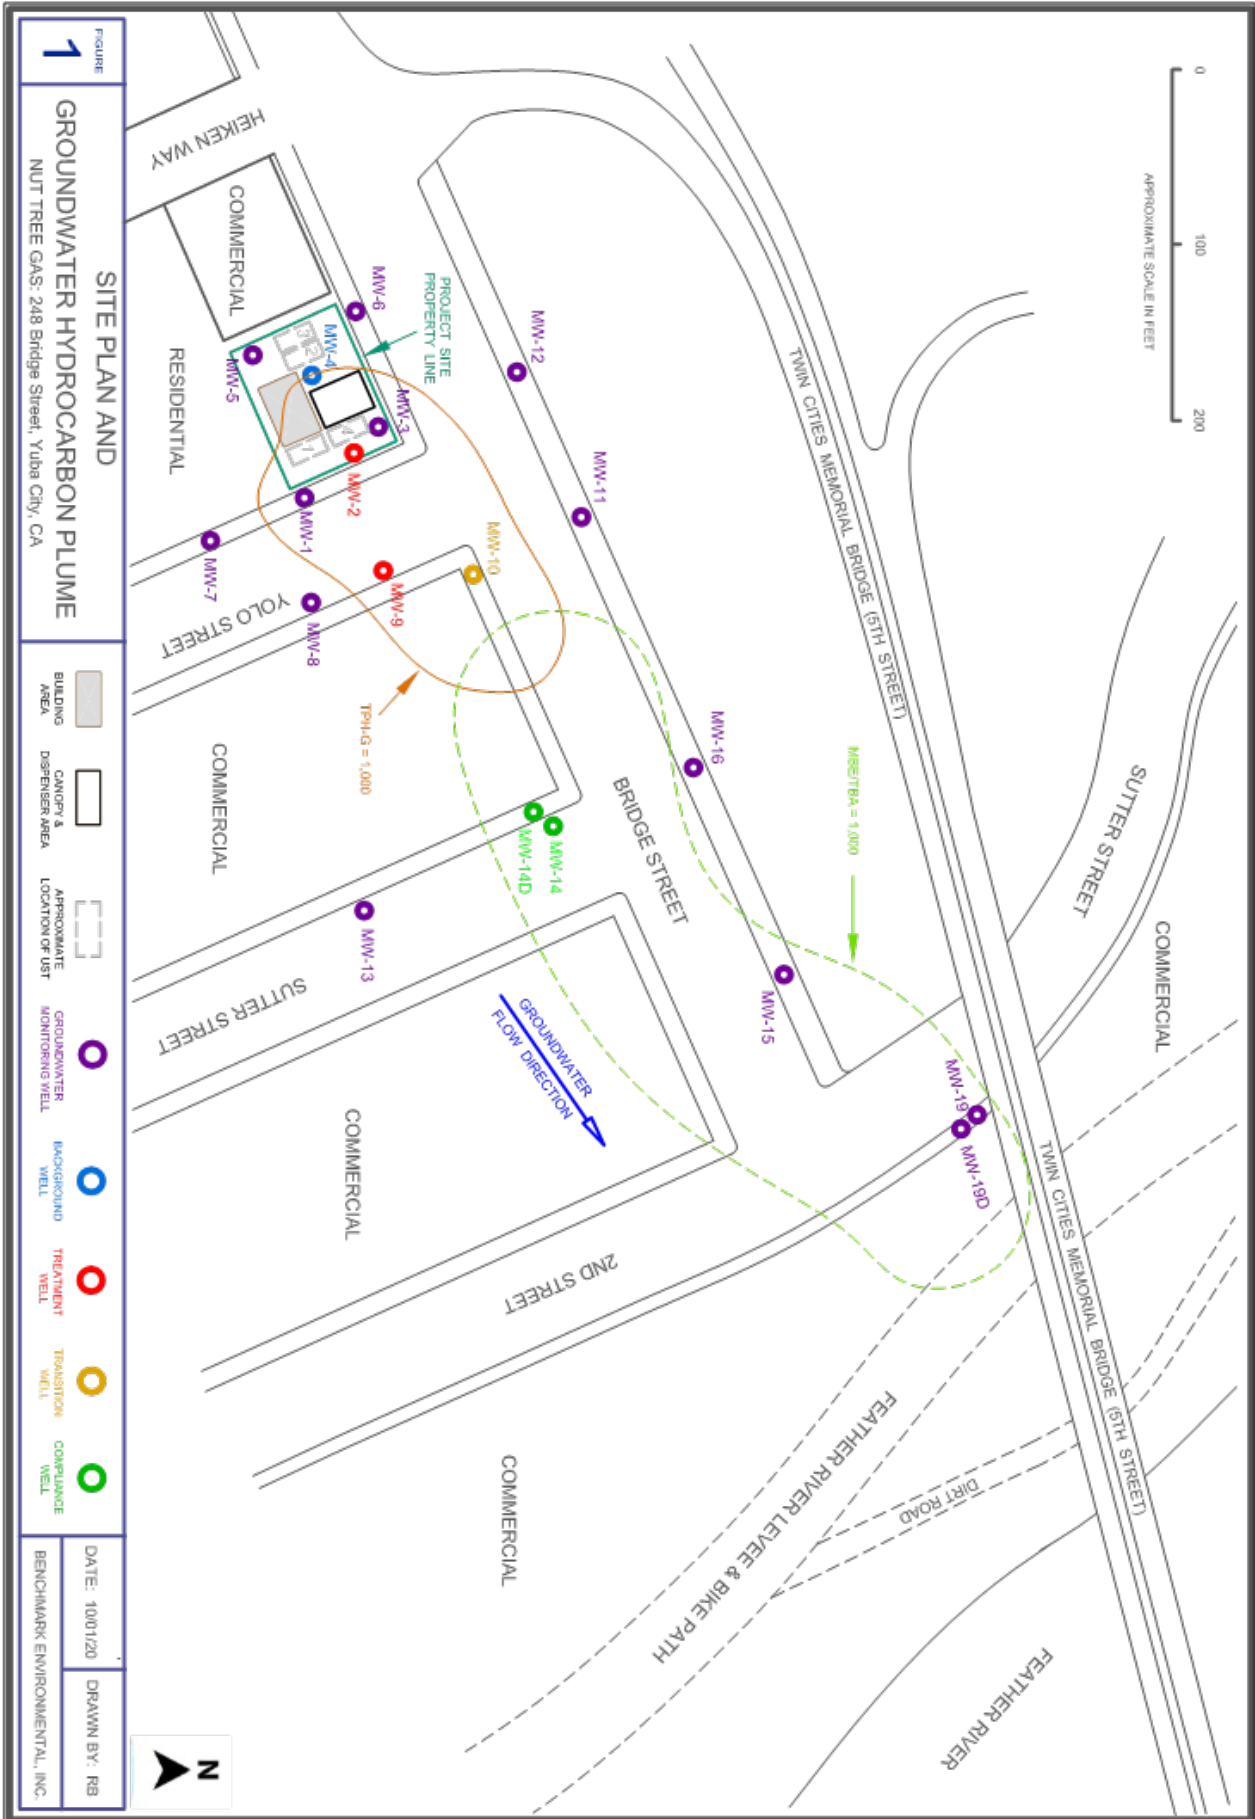 0
100
200
APPROXIMATE SCALE IN FEET
TWIN CITIES MEMORIAL BRIDGE (5TH STREET)
TWIN CITIES MEMORIAL BRIDGE (5TH STREET)
SUTTER STREET
COMMERCIAL
MBE/TBA = 1,000
MW-12
MW-11
MW-16
MW-15
MW-19
MW-19D
BRIDGE STREET
HEIKEN WAY
COMMERCIAL
PROJECT SITE
PROPERTY LINE
MW-6
MW-4
MW-3
MW-5
MW-2
MW-1
MW-7
MW-10
MW-9
MW-8
4
RESIDENTIAL
YOLO STREET
TPH-G = 1,000
COMMERCIAL
MW-14
MW-14D
MW-13
SUTTER STREET
GROUNDWATER
FLOW DIRECTION
COMMERCIAL
2ND STREET
COMMERCIAL
FEATHER RIVER LEVEE & BIKE PATH
DIRT ROAD
FEATHER RIVER
N
FIGURE
1
SITE PLAN AND
GROUNDWATER HYDROCARBON PLUME
NUT TREE GAS: 248 Bridge Street, Yuba City, CA
BUILDING
AREA
CANOPY &
DISPENSER AREA
APPROXIMATE
LOCATION OF UST
GROUNDWATER
MONITORING WELL
BACKGROUND
WELL
TREATMENT
WELL
TRANSITION
WELL
COMPLIANCE
WELL
DATE: 10/01/20
DRAWN BY: RB
BENCHMARK ENVIRONMENTAL, INC.